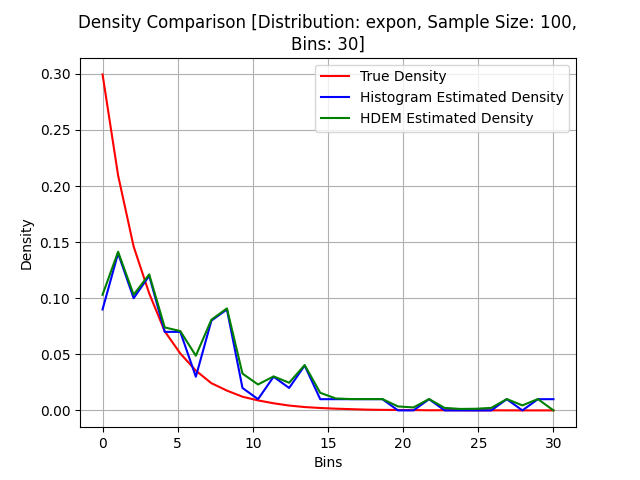 Density Comparison [Distribution: expon, Sample Size: 100,
Bins: 30]
True Density
Histogram Estimated Density
HDEM Estimated Density
Density
0.30
0.25
0.20
0.15
0.10
0.05
0.00
0 5 10 15 20 25 30
Bins